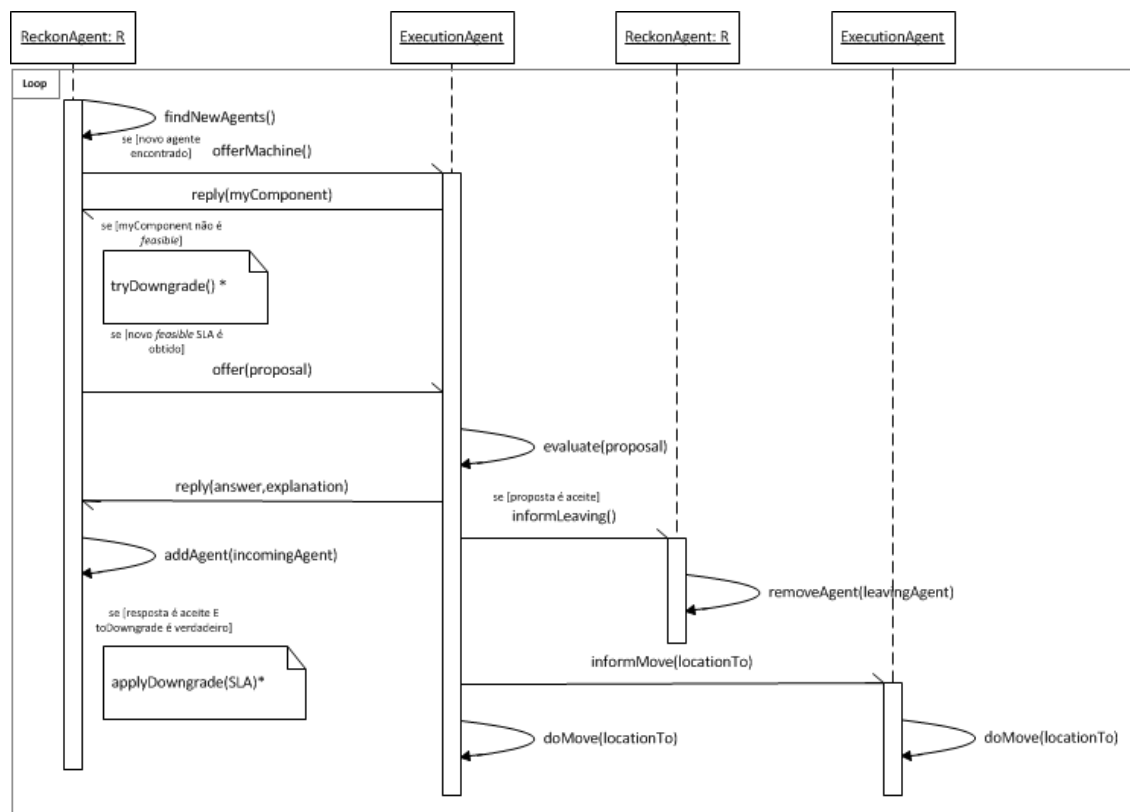 ReckonAgent: R
ExecutionAgent
ReckonAgent: R
ExecutionAgent
Loop
findNewAgents()
se [novo agente
encontrado]
offerMachine()
reply(myComponent)
se [myComponent não é
feasible]
tryDowngrade() *
se [novo feasible SLA é
obtido]
offer(proposal)
evaluate(proposal)
reply(answer,explanation)
se [proposta é aceite]
informLeaving()
addAgent(incomingAgent)
removeAgent(leavingAgent)
se [resposta é aceite E
toDowngrade é verdadeiro]
informMove(locationTo)
applyDowngrade(SLA)*
doMove(locationTo)
doMove(locationTo)